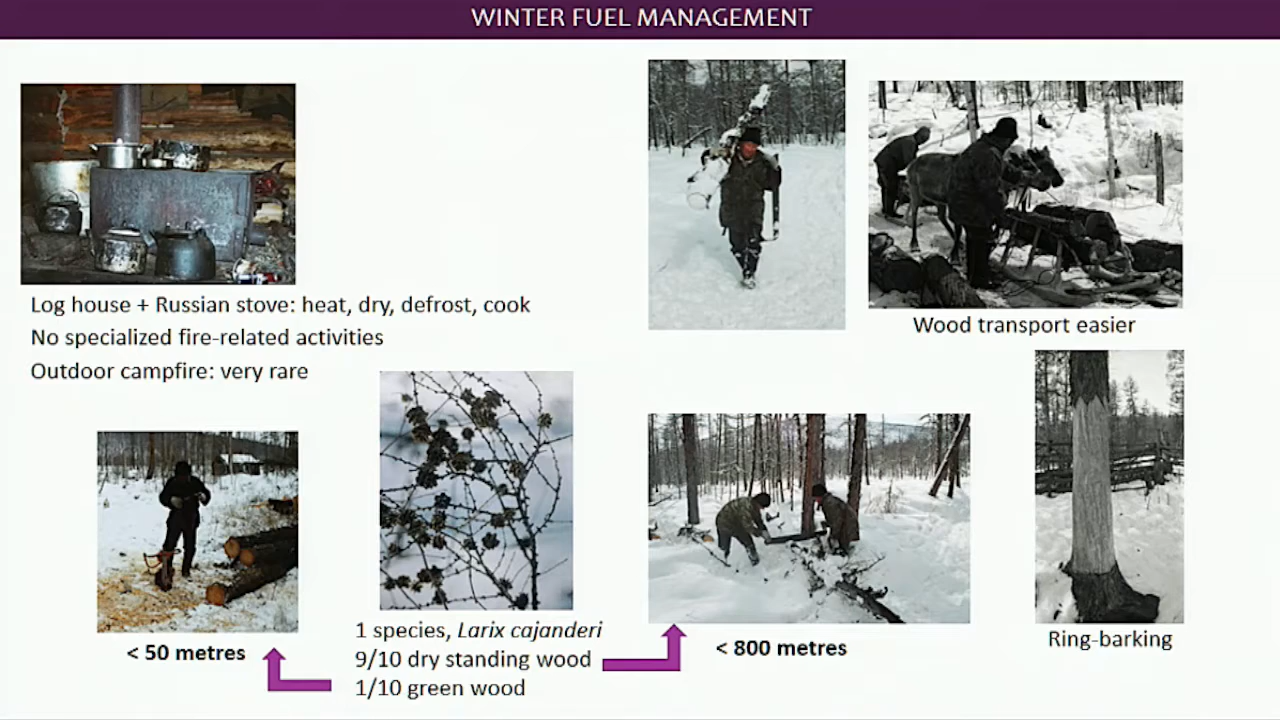 WINTER FUEL MANAGEMENT
Log house + Russian stove: heat, dry, defrost, cook
No specialized fire-related activities
Outdoor campfire: very rare
Wood transport easier
1 species, Larix cajanderi
9/10 dry standing wood
1/10 green wood
< 50 metres
< 800 metres
Ring-barking